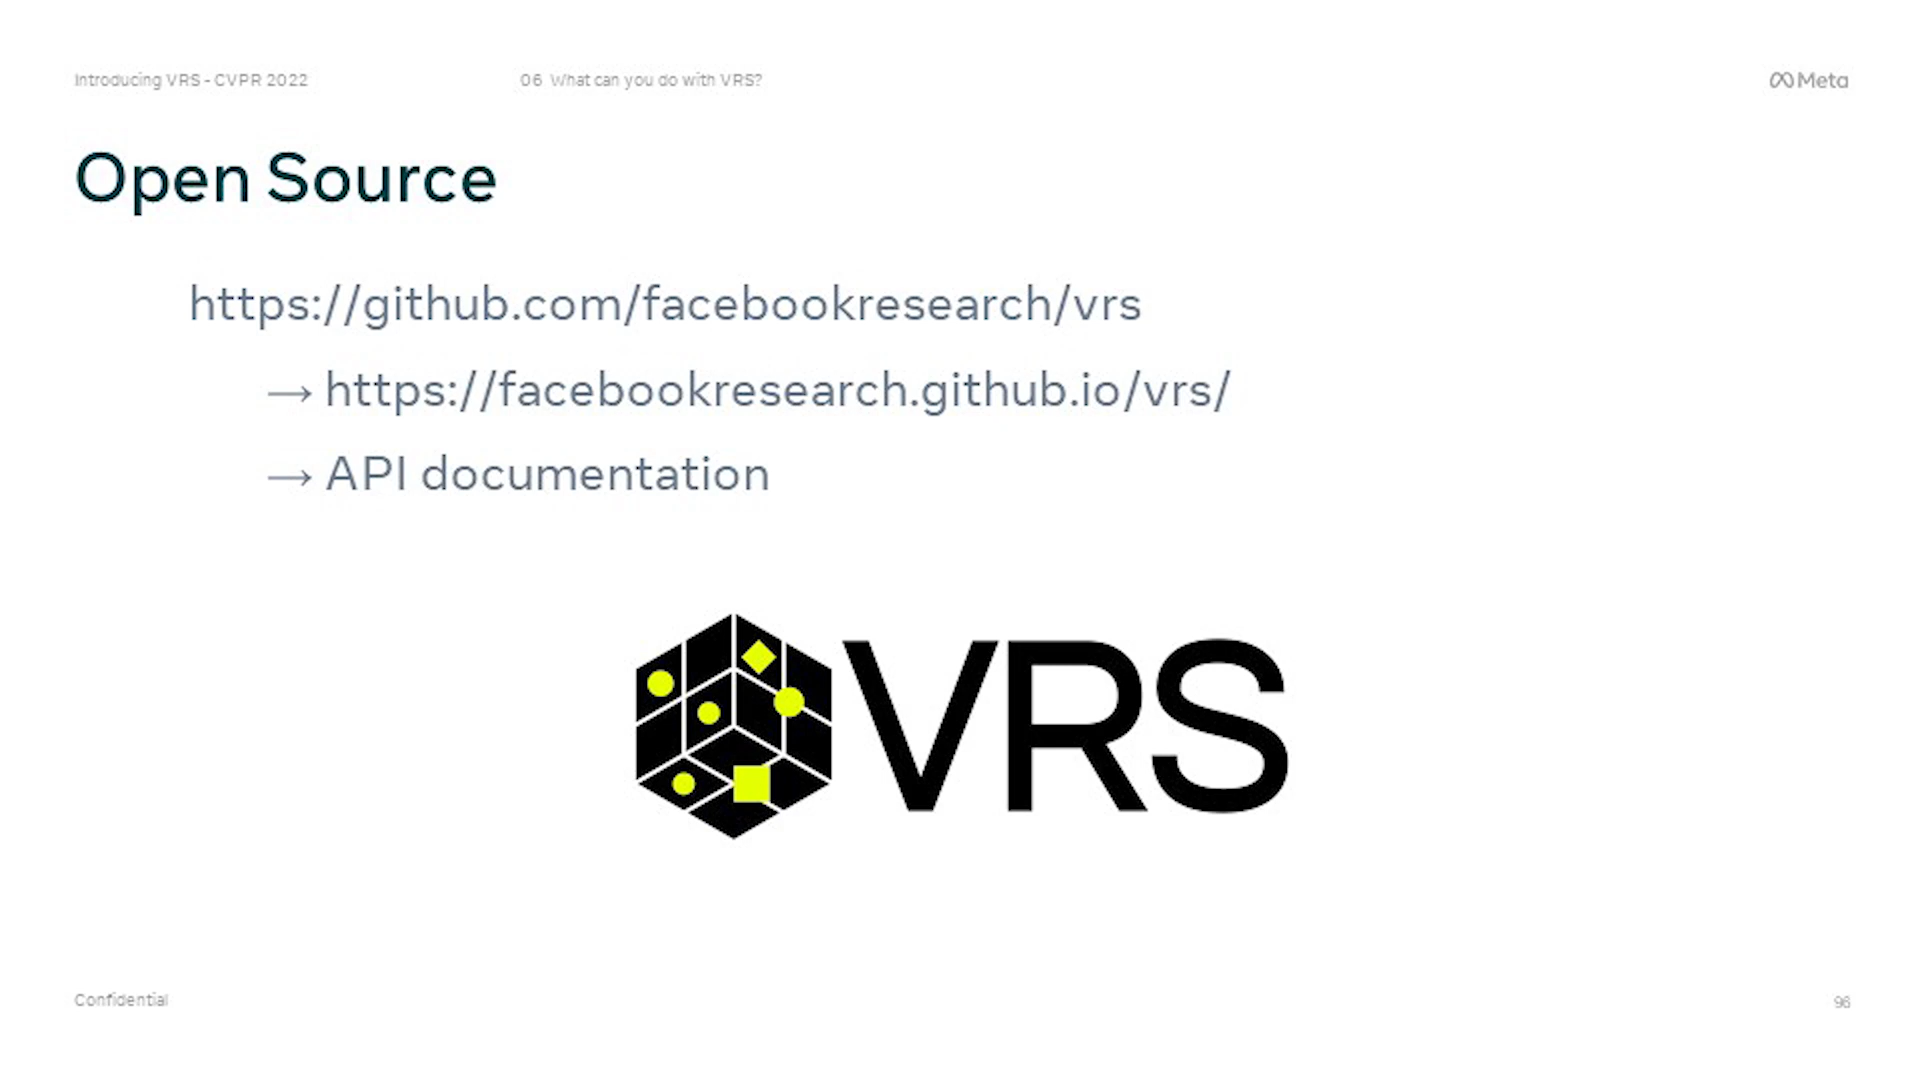 Introducing VRS - CVPR 2022
06 What can you do with VRS?
Meta
Open Source
https://github.com/facebookresearch/vrs
→ https://facebookresearch.github.io/vrs/
→ API documentation
VRS
Confidential
96